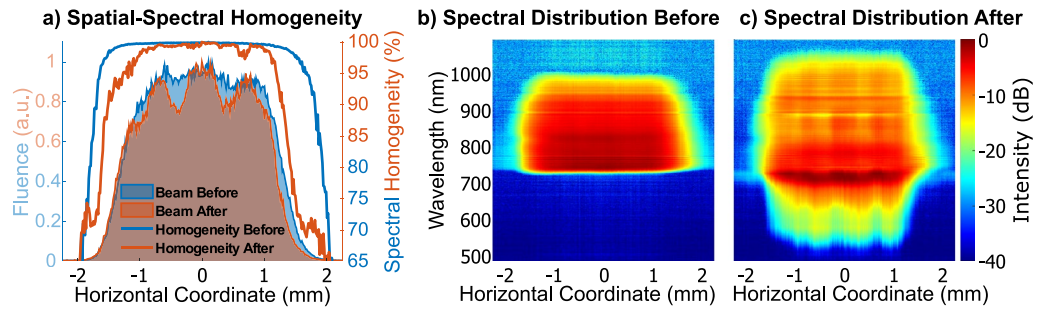 a) Spatial-Spectral Homogeneity
Fluence (a.u.)
1
0.8
0.6
0.4
0.2
0
Beam Before
Beam After
Homogeneity Before
Homogeneity After
100
95
90
85
80
75
70
65
Spectral Homogeneity (%)
-2 -1 0 1 2
Horizontal Coordinate (mm)
b) Spectral Distribution Before
Wavelength (nm)
1000
900
800
700
600
500
-2 -1 0 1 2
Horizontal Coordinate (mm)
c) Spectral Distribution After
-2 -1 0 1 2
Horizontal Coordinate (mm)
0
-10
-20
-30
-40
Intensity (dB)